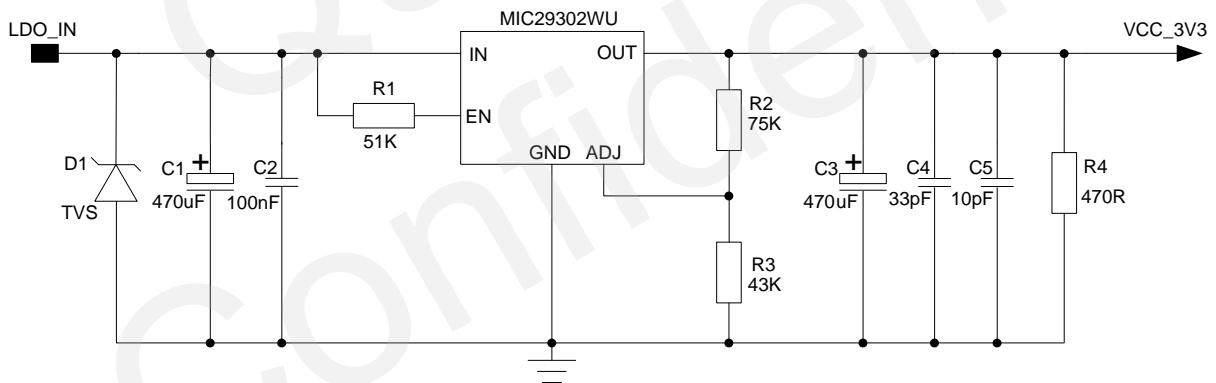 MIC29302WU
LDO_IN
VCC_3V3
IN
OUT
R1
EN
R2
51K
75K
GND
ADJ
D1
C1
+
C2
C3
+
C4
C5
R4
TVS
470uF
100nF
470uF
33pF
10pF
470R
R3
43K
Confiden